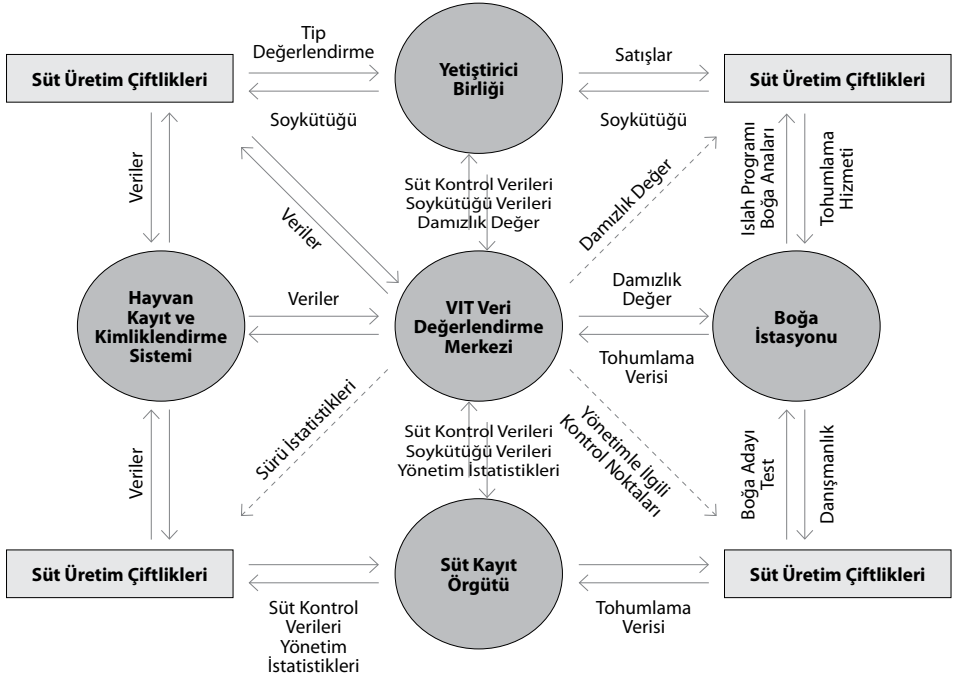 Tip
Değerlendirme
Yetiştirici
Birliği
Satışlar
Süt Üretim Çiftlikleri
Süt Üretim Çiftlikleri
Soykütüğü
Soykütüğü
Veriler
Veriler
Süt Kontrol Verileri
Soykütüğü Verileri
Damızlık Değer
Damızlık Değer
Islah Programı
Boğa Anaları
Tohumlama
Hizmeti
Hayvan
Kayıt ve
Kimliklendirme
Sistemi
Veriler
VIT Veri
Değerlendirme
Merkezi
Damızlık
Değer
Tohumlama
Verisi
Boğa
İstasyonu
Veriler
Sürü İstatistikleri
Süt Kontrol Verileri
Soykütüğü Verileri
Yönetim İstatistikleri
Yönetimle İlgili
Kontrol Noktaları
Boğa Adayı
Test
Danışmanlık
Süt Üretim Çiftlikleri
Süt Kayıt
Örgütü
Süt Üretim Çiftlikleri
Süt Kontrol
Verileri
Yönetim
İstatistikleri
Tohumlama
Verisi